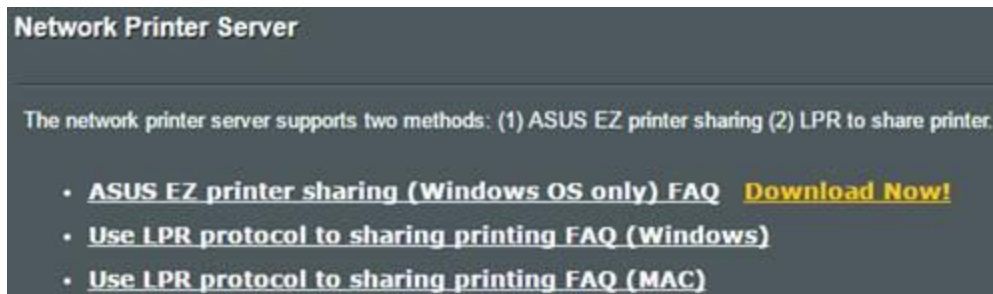 Network Printer Server
The network printer server supports two methods: (1) ASUS EZ printer sharing (2) LPR to share printer.
• ASUS EZ printer sharing (Windows OS only) FAQ Download Now!
• Use LPR protocol to sharing printing FAQ (Windows)
• Use LPR protocol to sharing printing FAQ (MAC)